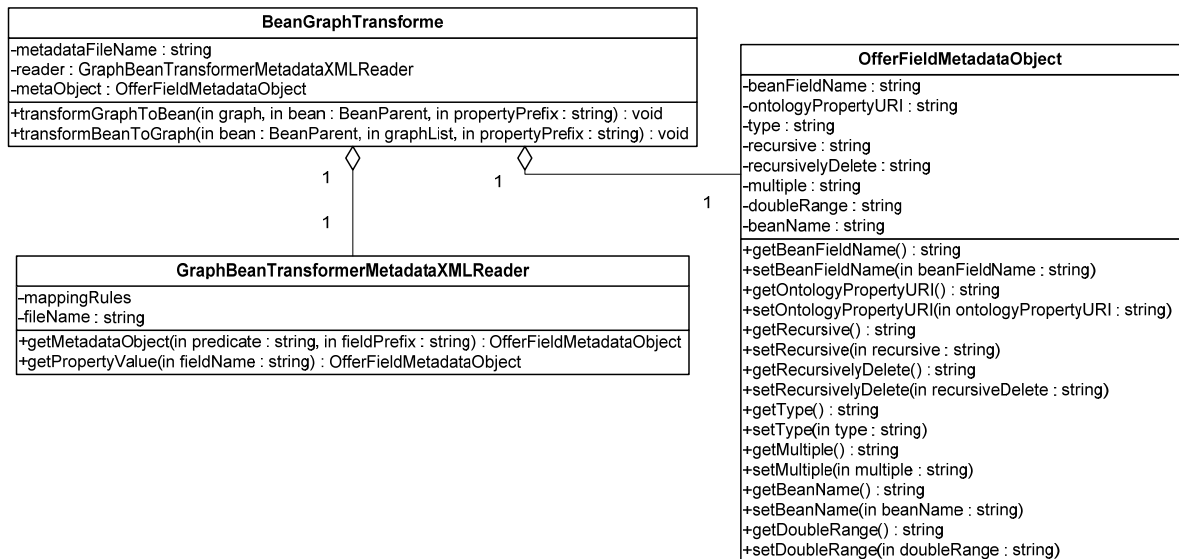 BeanGraphTransforme
-metadataFileName : string
-reader : GraphBeanTransformerMetadataXMLReader
-metaObject : OfferFieldMetadataObject
+transformGraphToBean(in graph, in bean : BeanParent, in propertyPrefix : string) : void
+transformBeanToGraph(in bean : BeanParent, in graphList, in propertyPrefix : string) : void
1
1
1
1
GraphBeanTransformerMetadataXMLReader
-mappingRules
-fileName : string
+getMetadataObject(in predicate : string, in fieldPrefix : string) : OfferFieldMetadataObject
+getPropertyValue(in fieldName : string) : OfferFieldMetadataObject
OfferFieldMetadataObject
-beanFieldName : string
-ontologyPropertyURI : string
-type : string
-recursive : string
-recursivelyDelete : string
-multiple : string
-doubleRange : string
-beanName : string
+getBeanFieldName() : string
+setBeanFieldName(in beanFieldName : string)
+getOntologyPropertyURI() : string
+setOntologyPropertyURI(in ontologyPropertyURI : string)
+getRecursive() : string
+setRecursive(in recursive : string)
+getRecursivelyDelete() : string
+setRecursivelyDelete(in recursiveDelete : string)
+getType() : string
+setType(in type : string)
+getMultiple() : string
+setMultiple(in multiple : string)
+getBeanName() : string
+setBeanName(in beanName : string)
+getDoubleRange() : string
+setDoubleRange(in doubleRange : string)